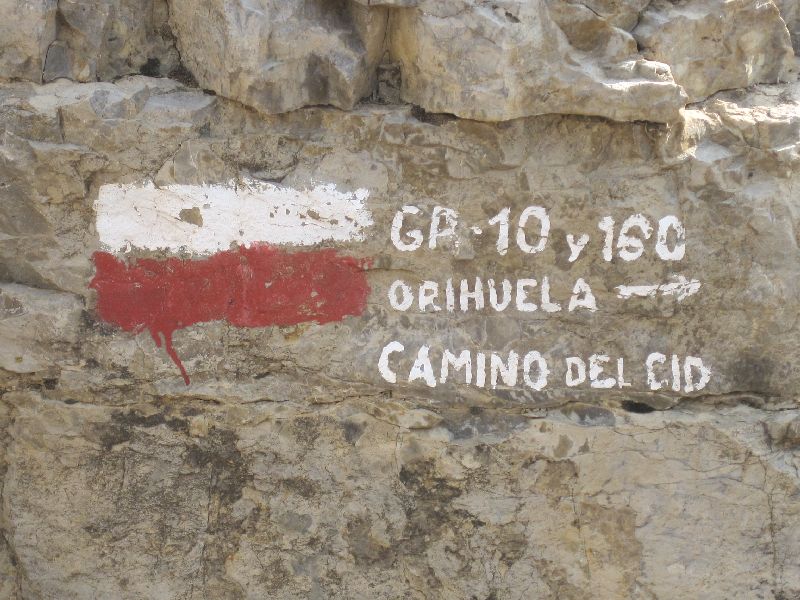 GR-10 y 160
ORIHUELA →
CAMINO DEL CID